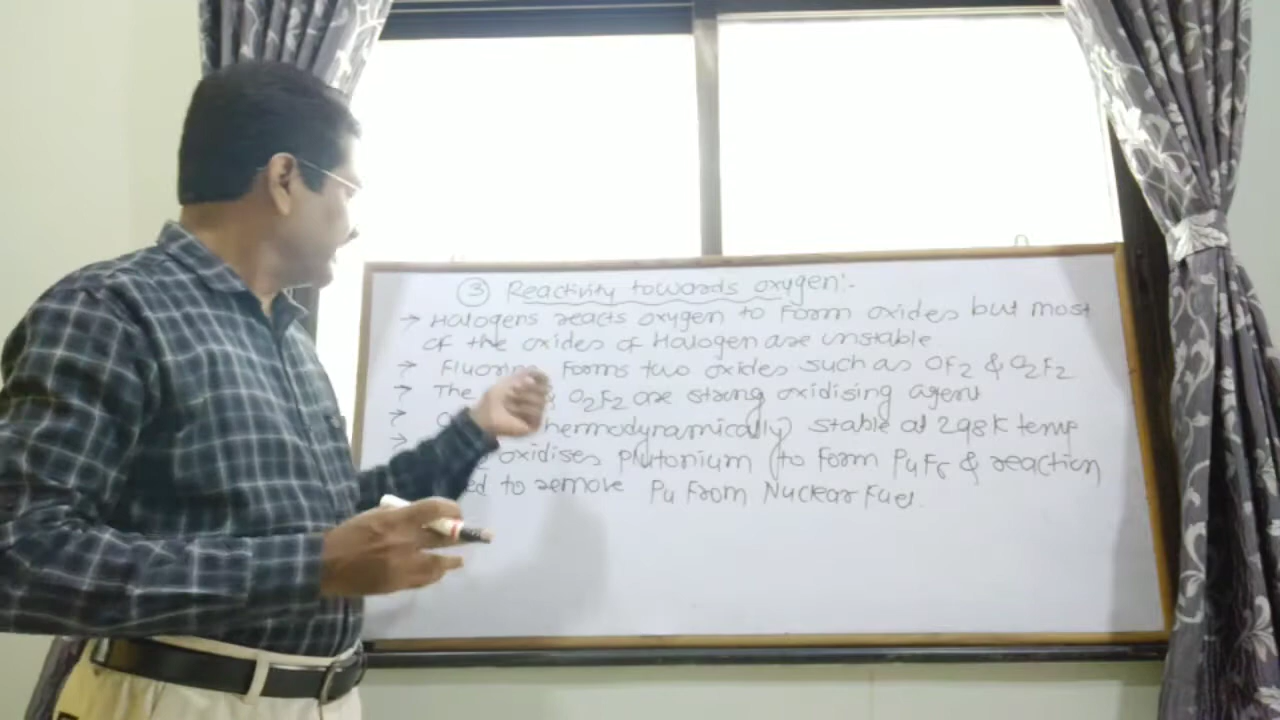 ③ Reactivity towards oxygen:-
→ Halogens reacts oxygen to form oxides but most
of the oxides of Halogen are unstable
→ Fluorine forms two oxides such as OF2 & O2F2
→ The & O2F2 are strong oxidising agent
→ thermodynamically stable at 298K temp
→ oxidises plutonium to form PuF6 & reaction
to remove Pu from Nuclear fuel.